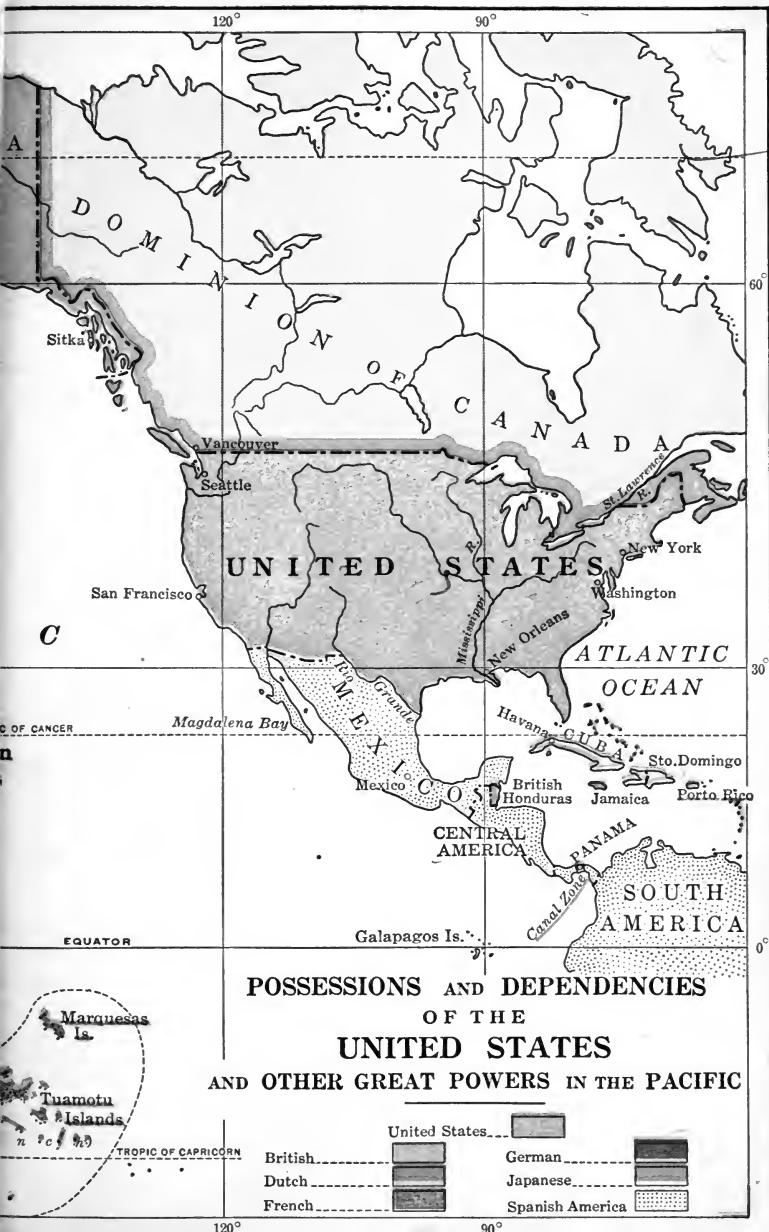 120° 90°
A
DOMINION OF CANADA
60°
Sitka
Vancouver
Seattle
St. Lawrence R.
New York
UNITED STATES
R.
Washington
San Francisco
Mississippi
New Orleans
C
ATLANTIC
OCEAN
30°
Rio Grande
MEXICO
Magdalena Bay
C OF CANCER
Havana
CUBA
n
Sto. Domingo
Mexico
British
Honduras
Jamaica
Porto Rico
CENTRAL
AMERICA
PANAMA
Canal Zone
SOUTH
AMERICA
Galapagos Is.
EQUATOR
0°
POSSESSIONS AND DEPENDENCIES
OF THE
UNITED STATES
AND OTHER GREAT POWERS IN THE PACIFIC
Marquesas
Is.
Tuamotu
Islands
n c h)
TROPIC OF CAPRICORN
United States
British
German
Dutch
Japanese
French
Spanish America
120° 90°